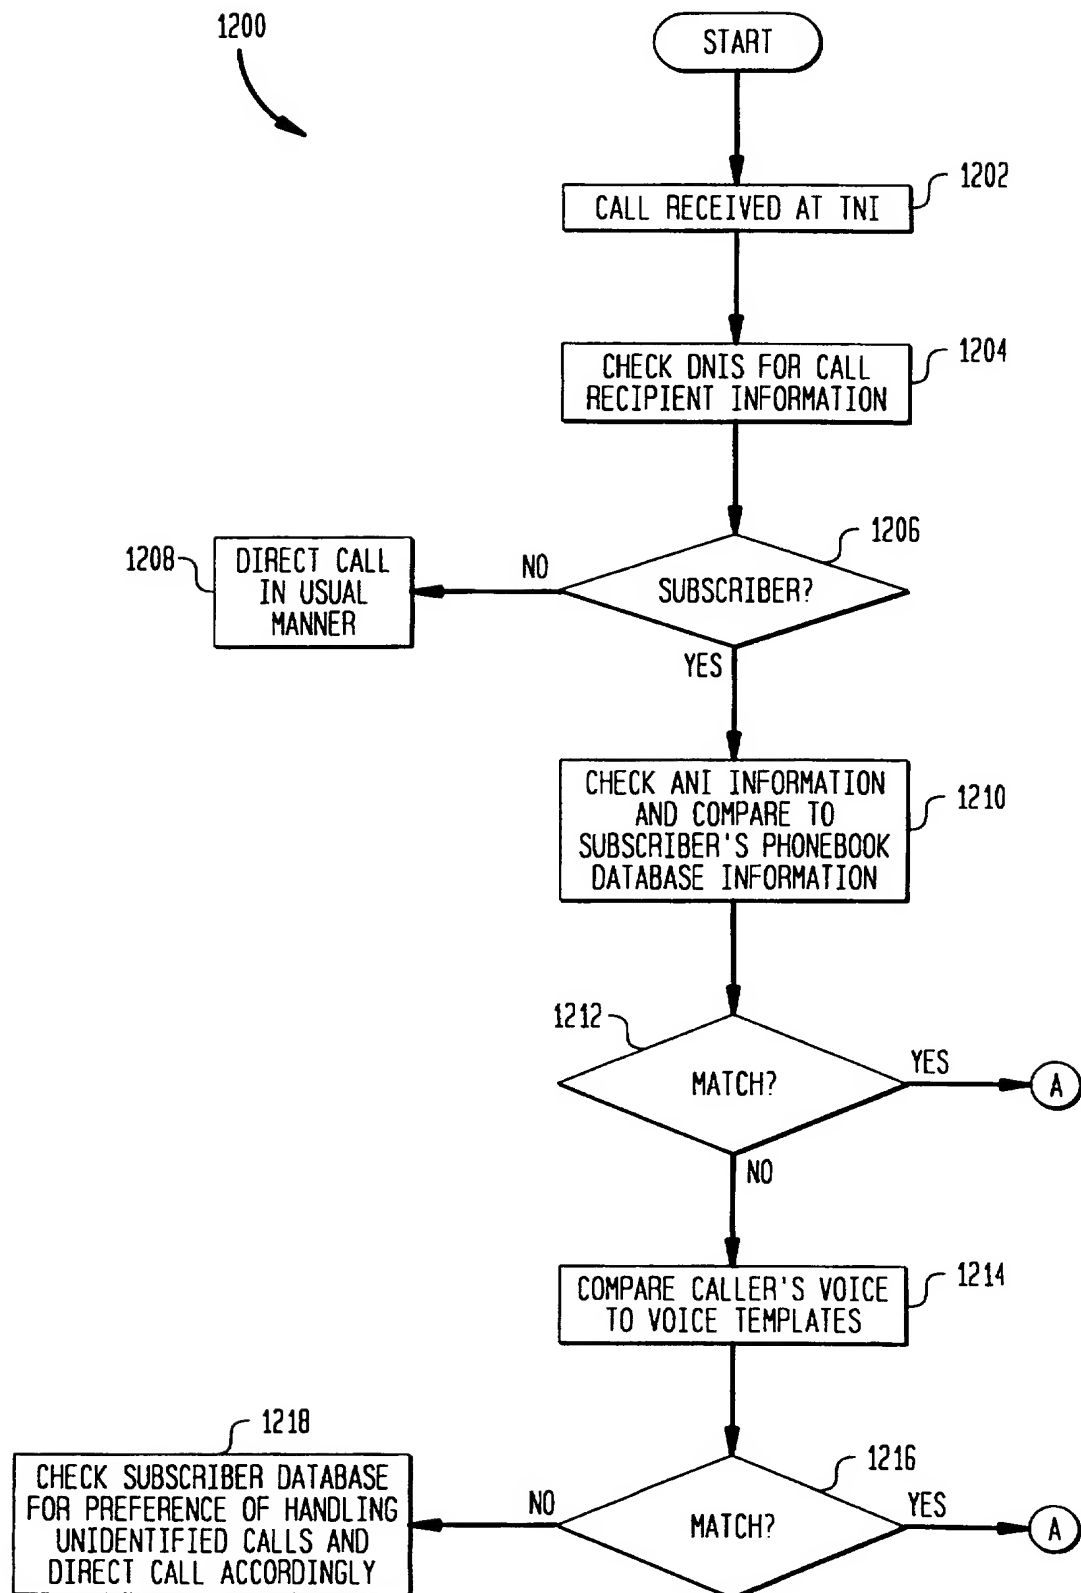 1200
START
1202
CALL RECEIVED AT TNI
1204
CHECK DNIS FOR CALL
RECIPIENT INFORMATION
1206
1208
DIRECT CALL
IN USUAL
MANNER
NO
SUBSCRIBER?
YES
CHECK ANI INFORMATION
AND COMPARE TO
SUBSCRIBER'S PHONEBOOK
DATABASE INFORMATION
1210
1212
MATCH?
YES
A
NO
COMPARE CALLER'S VOICE
TO VOICE TEMPLATES
1214
1218
CHECK SUBSCRIBER DATABASE
FOR PREFERENCE OF HANDLING
UNIDENTIFIED CALLS AND
DIRECT CALL ACCORDINGLY
NO
1216
MATCH?
YES
A